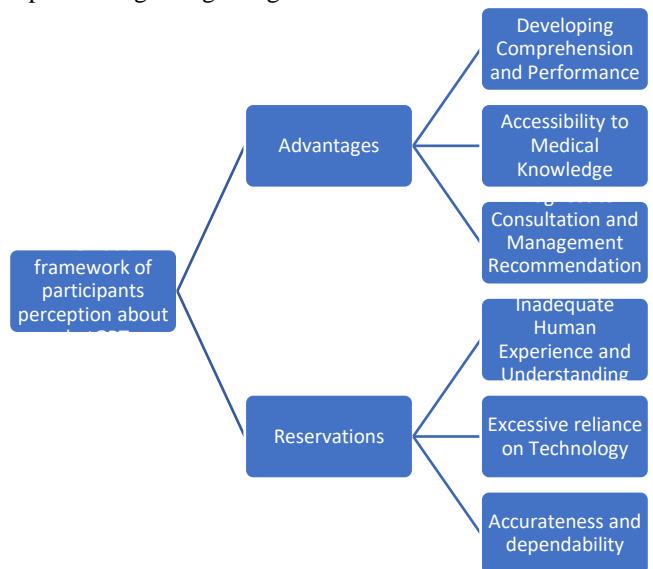 Developing
Comprehension
and Performance
Advantages
Accessibility to
Medical
Knowledge
Consultation and
Management
Recommendation
framework of
participants
perception about
Inadequate
Human
Experience and
Understanding
Reservations
Excessive reliance
on Technology
Accurateness and
dependability